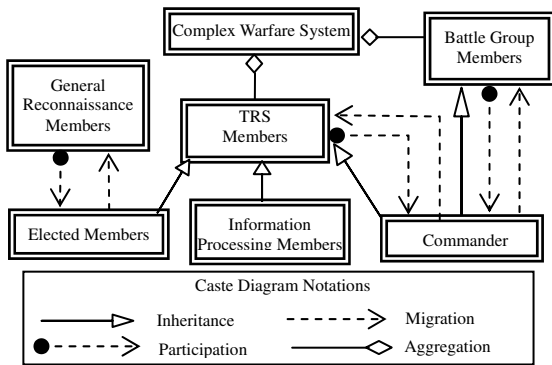 Complex Warfare System
Battle Group
Members
General
Reconnaissance
Members
TRS
Members
Elected Members
Information
Processing Members
Commander
Caste Diagram Notations
Inheritance
Migration
Participation
Aggregation